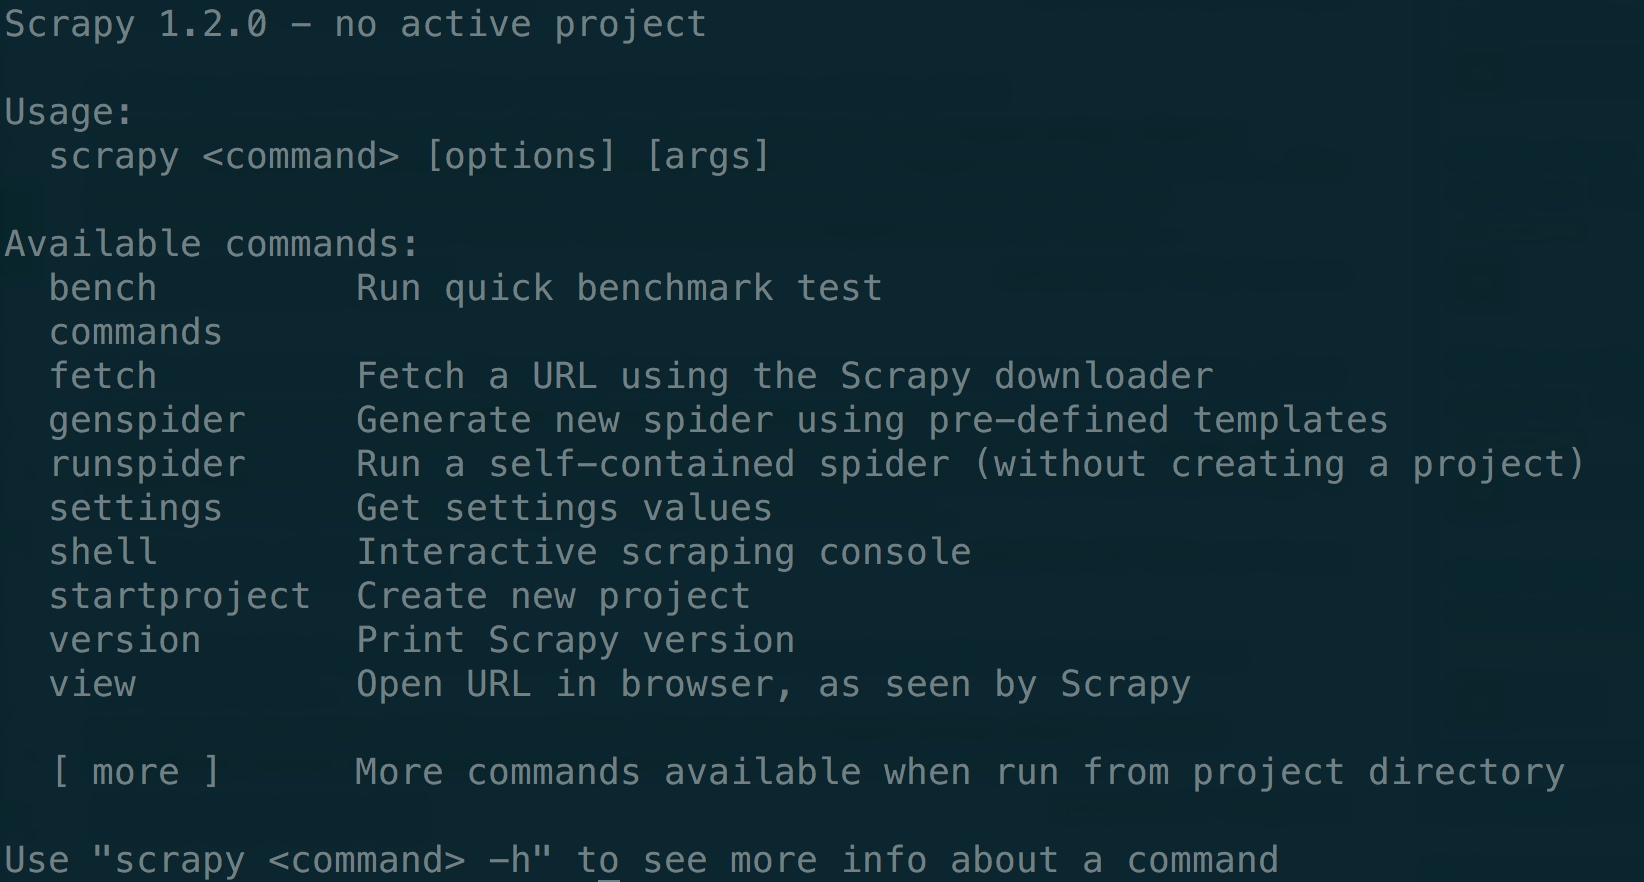 Scrapy 1.2.0 - no active project

Usage:
  scrapy <command> [options] [args]

Available commands:
  bench         Run quick benchmark test
  commands
  fetch         Fetch a URL using the Scrapy downloader
  genspider     Generate new spider using pre-defined templates
  runspider     Run a self-contained spider (without creating a project)
  settings      Get settings values
  shell         Interactive scraping console
  startproject  Create new project
  version       Print Scrapy version
  view          Open URL in browser, as seen by Scrapy

  [ more ]      More commands available when run from project directory

Use "scrapy <command> -h" to see more info about a command